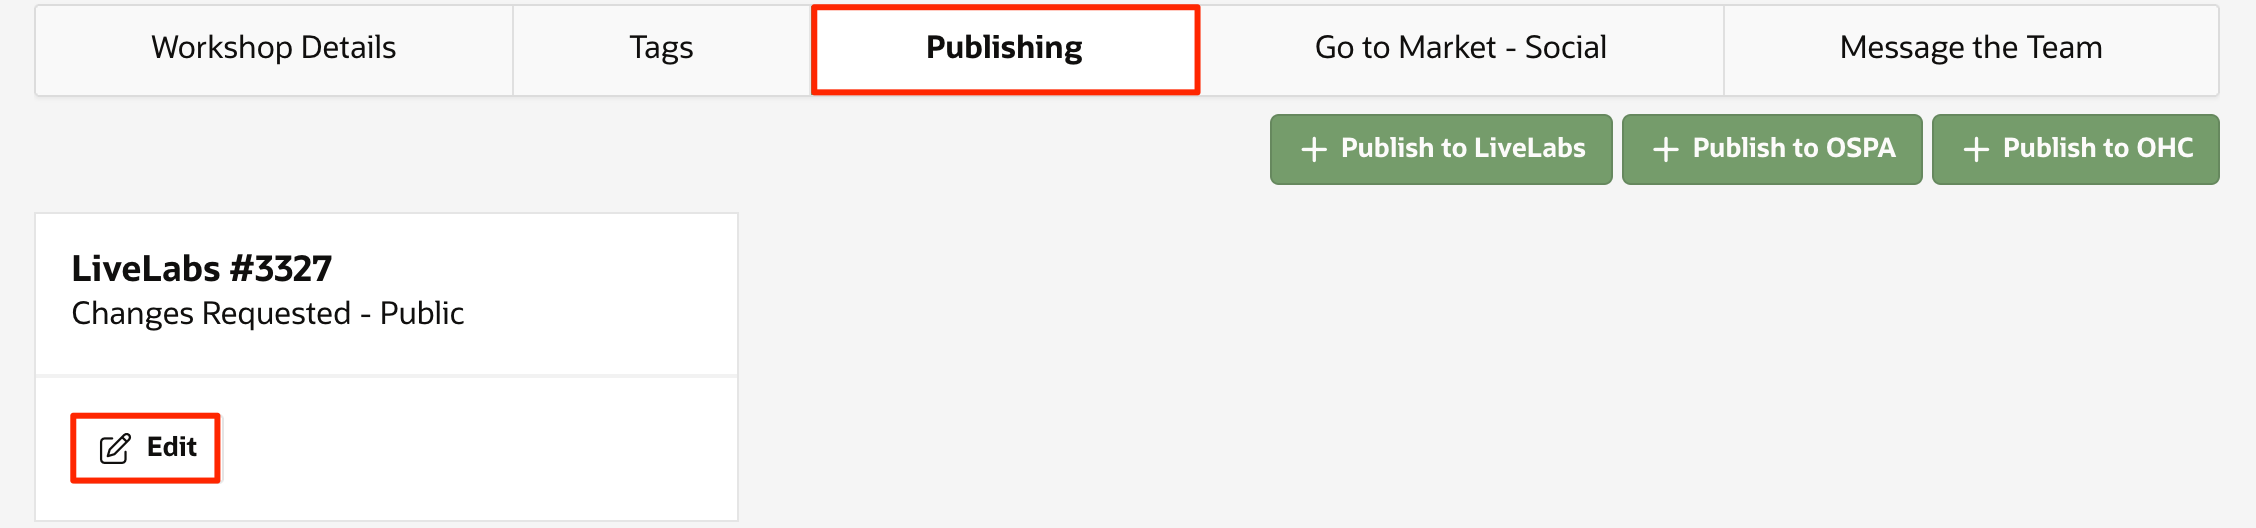 Workshop Details
Tags
Publishing
Go to Market - Social
Message the Team
+ Publish to LiveLabs
+ Publish to OSPA
+ Publish to OHC
LiveLabs #3327
Changes Requested - Public
Edit